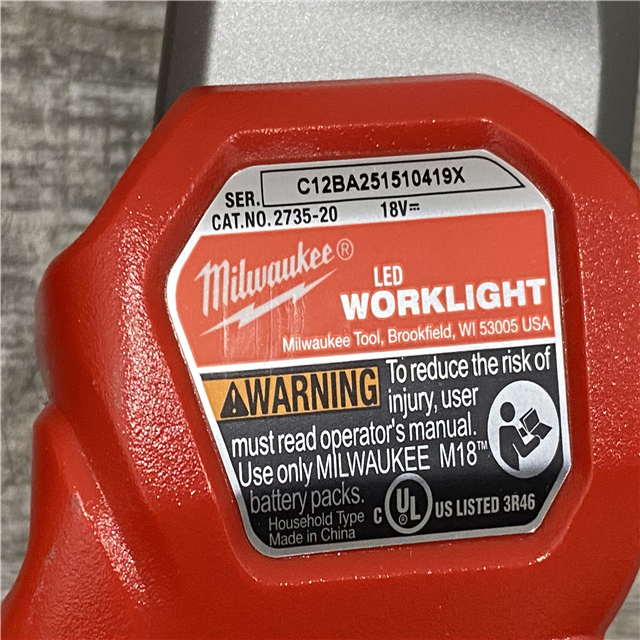 SER. C12BA251510419X
CAT.NO. 2735-20 18V⎓
Milwaukee®
LED
WORKLIGHT
Milwaukee Tool, Brookfield, WI 53005 USA
⚠WARNING To reduce the risk of
injury, user
must read operator's manual.
Use only MILWAUKEE M18™
battery packs.
Household Type
Made in China
C UL® US LISTED 3R46